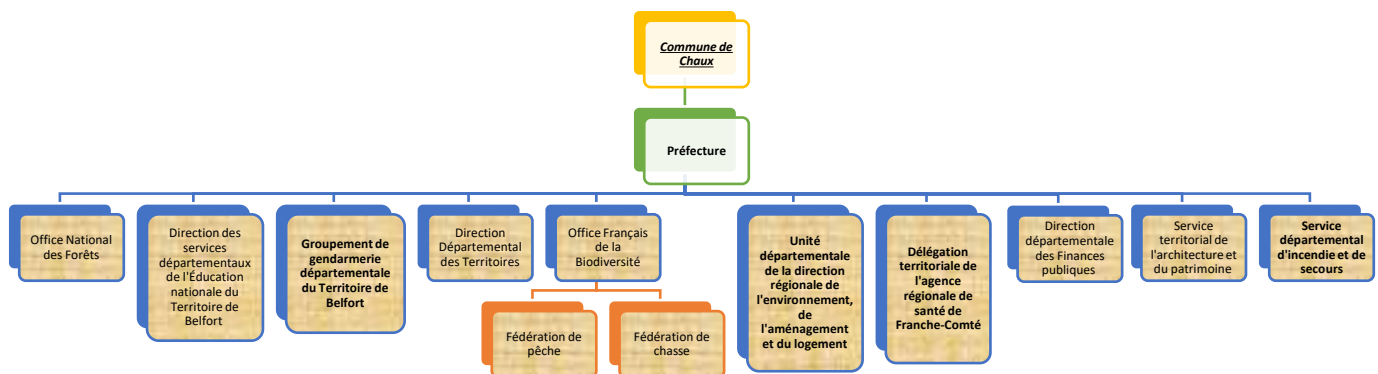 Commune de
Chaux
Préfecture
Office National
des Forêts
Direction des
services
départementaux
de l'Éducation
nationale du
Territoire de
Belfort
Groupement de
gendarmerie
départementale
du Territoire de
Belfort
Direction
Départemental
des Territoires
Office Français
de la
Biodiversité
Unité
départementale
de la direction
régionale de
l'environnement,
de
l'aménagement
et du logement
Délégation
territoriale de
l'agence
régionale de
santé de
Franche-Comté
Direction
départementale
des Finances
publiques
Service
territorial de
l'architecture et
du patrimoine
Service
départemental
d'incendie et de
secours
Fédération de
pêche
Fédération de
chasse